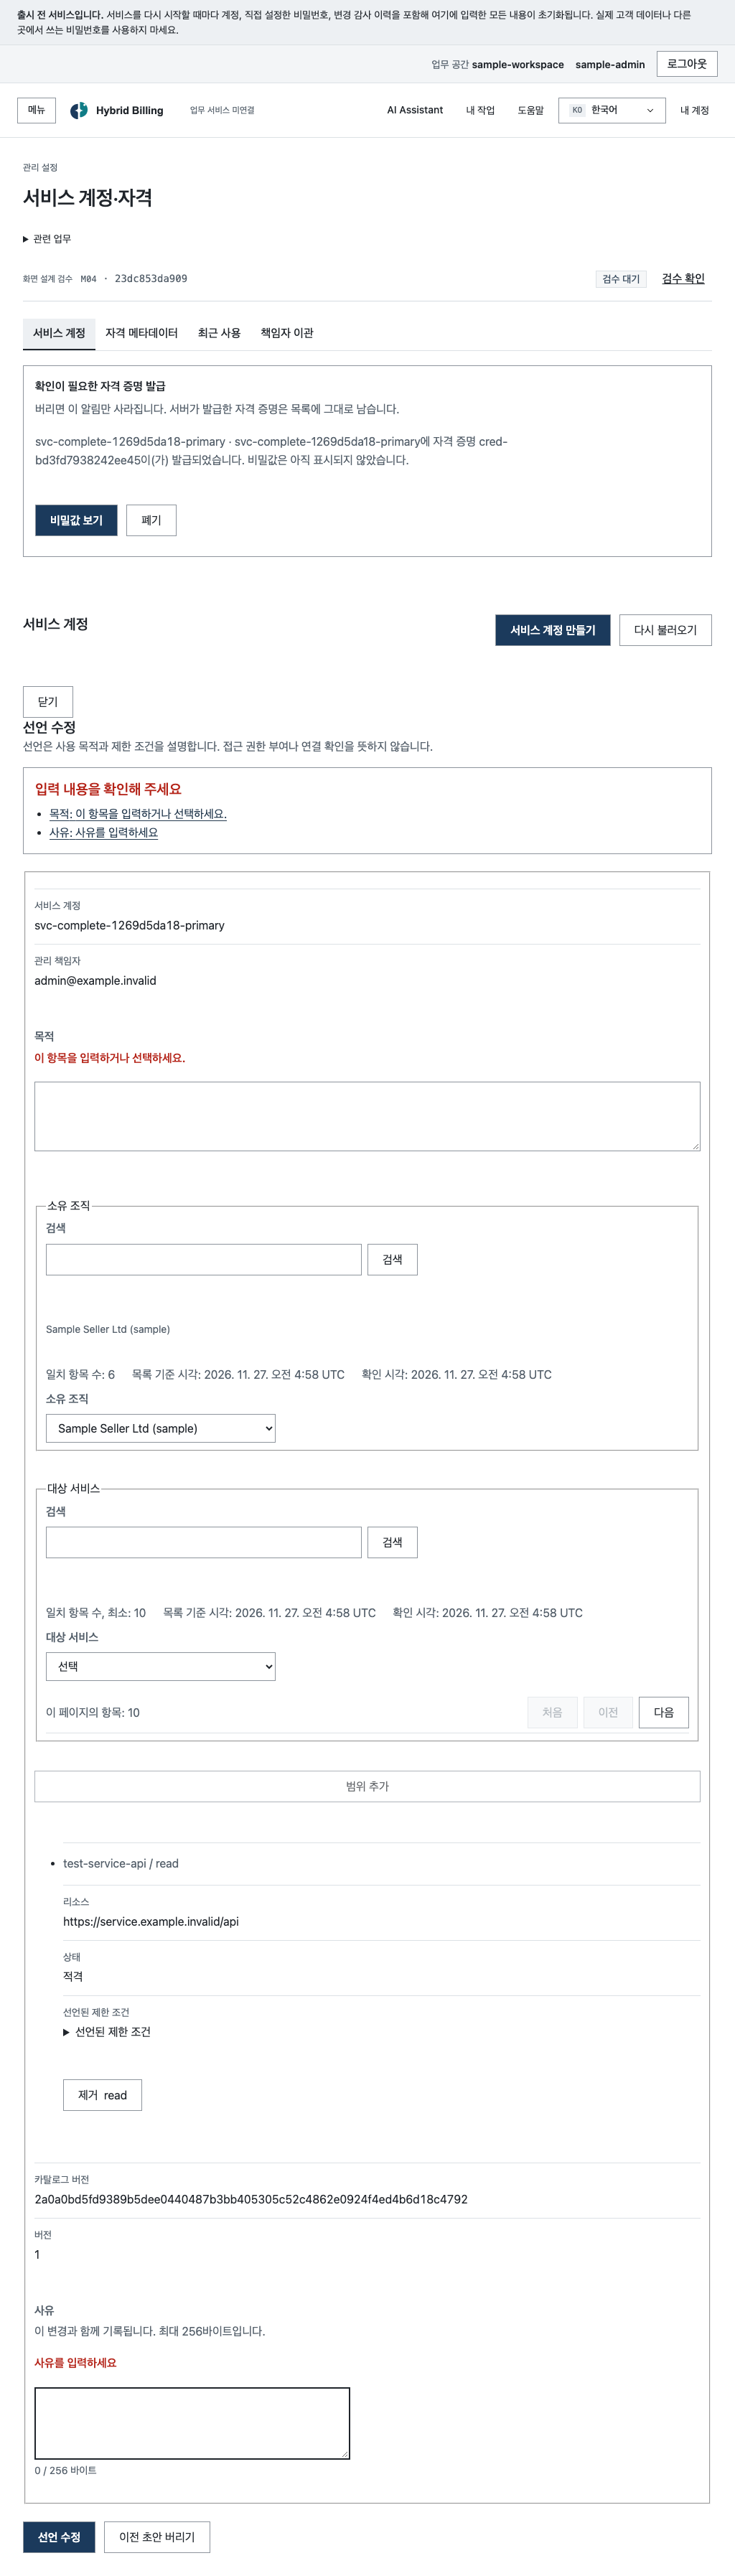 출시 전 서비스입니다. 서비스를 다시 시작할 때마다 계정, 직접 설정한 비밀번호, 변경 감사 이력을 포함해 여기에 입력한 모든 내용이 초기화됩니다. 실제 고객 데이터나 다른
곳에서 쓰는 비밀번호를 사용하지 마세요.
업무 공간 sample-workspace sample-admin 로그아웃
메뉴 Hybrid Billing 업무 서비스 미연결 AI Assistant 내 작업 도움말 KO 한국어 내 계정
관리 설정
서비스 계정·자격
▶ 관련 업무
화면 설계 검수 M04 · 23dc853da909 검수 대기 검수 확인
서비스 계정 자격 메타데이터 최근 사용 책임자 이관
확인이 필요한 자격 증명 발급
버리면 이 알림만 사라집니다. 서버가 발급한 자격 증명은 목록에 그대로 남습니다.
svc-complete-1269d5da18-primary · svc-complete-1269d5da18-primary에 자격 증명 cred-
bd3fd7938242ee45이(가) 발급되었습니다. 비밀값은 아직 표시되지 않았습니다.
비밀값 보기 폐기
서비스 계정 서비스 계정 만들기 다시 불러오기
닫기
선언 수정
선언은 사용 목적과 제한 조건을 설명합니다. 접근 권한 부여나 연결 확인을 뜻하지 않습니다.
입력 내용을 확인해 주세요
• 목적: 이 항목을 입력하거나 선택하세요.
• 사유: 사유를 입력하세요
서비스 계정
svc-complete-1269d5da18-primary
관리 책임자
admin@example.invalid
목적
이 항목을 입력하거나 선택하세요.
소유 조직
검색
검색
Sample Seller Ltd (sample)
일치 항목 수: 6 목록 기준 시각: 2026. 11. 27. 오전 4:58 UTC 확인 시각: 2026. 11. 27. 오전 4:58 UTC
소유 조직
Sample Seller Ltd (sample)
대상 서비스
검색
검색
일치 항목 수, 최소: 10 목록 기준 시각: 2026. 11. 27. 오전 4:58 UTC 확인 시각: 2026. 11. 27. 오전 4:58 UTC
대상 서비스
선택
이 페이지의 항목: 10 처음 이전 다음
범위 추가
• test-service-api / read
리소스
https://service.example.invalid/api
상태
적격
선언된 제한 조건
▶ 선언된 제한 조건
제거 read
카탈로그 버전
2a0a0bd5fd9389b5dee0440487b3bb405305c52c4862e0924f4ed4b6d18c4792
버전
1
사유
이 변경과 함께 기록됩니다. 최대 256바이트입니다.
사유를 입력하세요
0 / 256 바이트
선언 수정 이전 초안 버리기